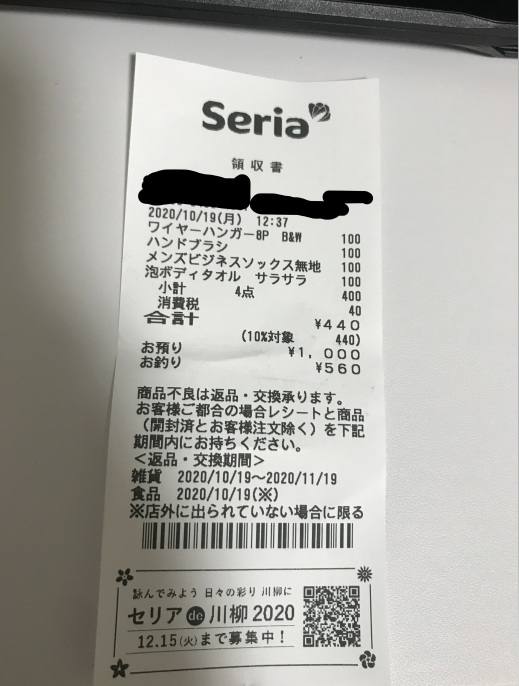 Seria
領収書
2020/10/19(月) 12:37
ワイヤーハンガー8P B&W 100
ハンドブラシ 100
メンズビジネスソックス無地 100
泡ボディタオル サラサラ 100
小計 4点 400
消費税 40
合計 ¥440
(10%対象 440)
お預り ¥1,000
お釣り ¥560
商品不良は返品・交換承ります。
お客様ご都合の場合レシートと商品
(開封済とお客様注文除く)を下記
期間内にお持ちください。
<返品・交換期間>
雑貨 2020/10/19~2020/11/19
食品 2020/10/19(※)
※店外に出られていない場合に限る
詠んでみよう 日々の彩り 川柳に
セリア de 川柳 2020
12.15(火)まで募集中!